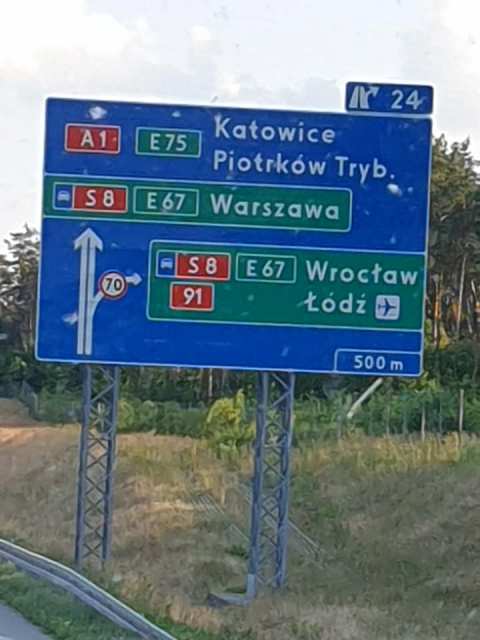 24
A1 E75 Katowice
Piotrków Tryb.
S8 E67 Warszawa
70
S8 E67 Wrocław
91 Łódź
500 m